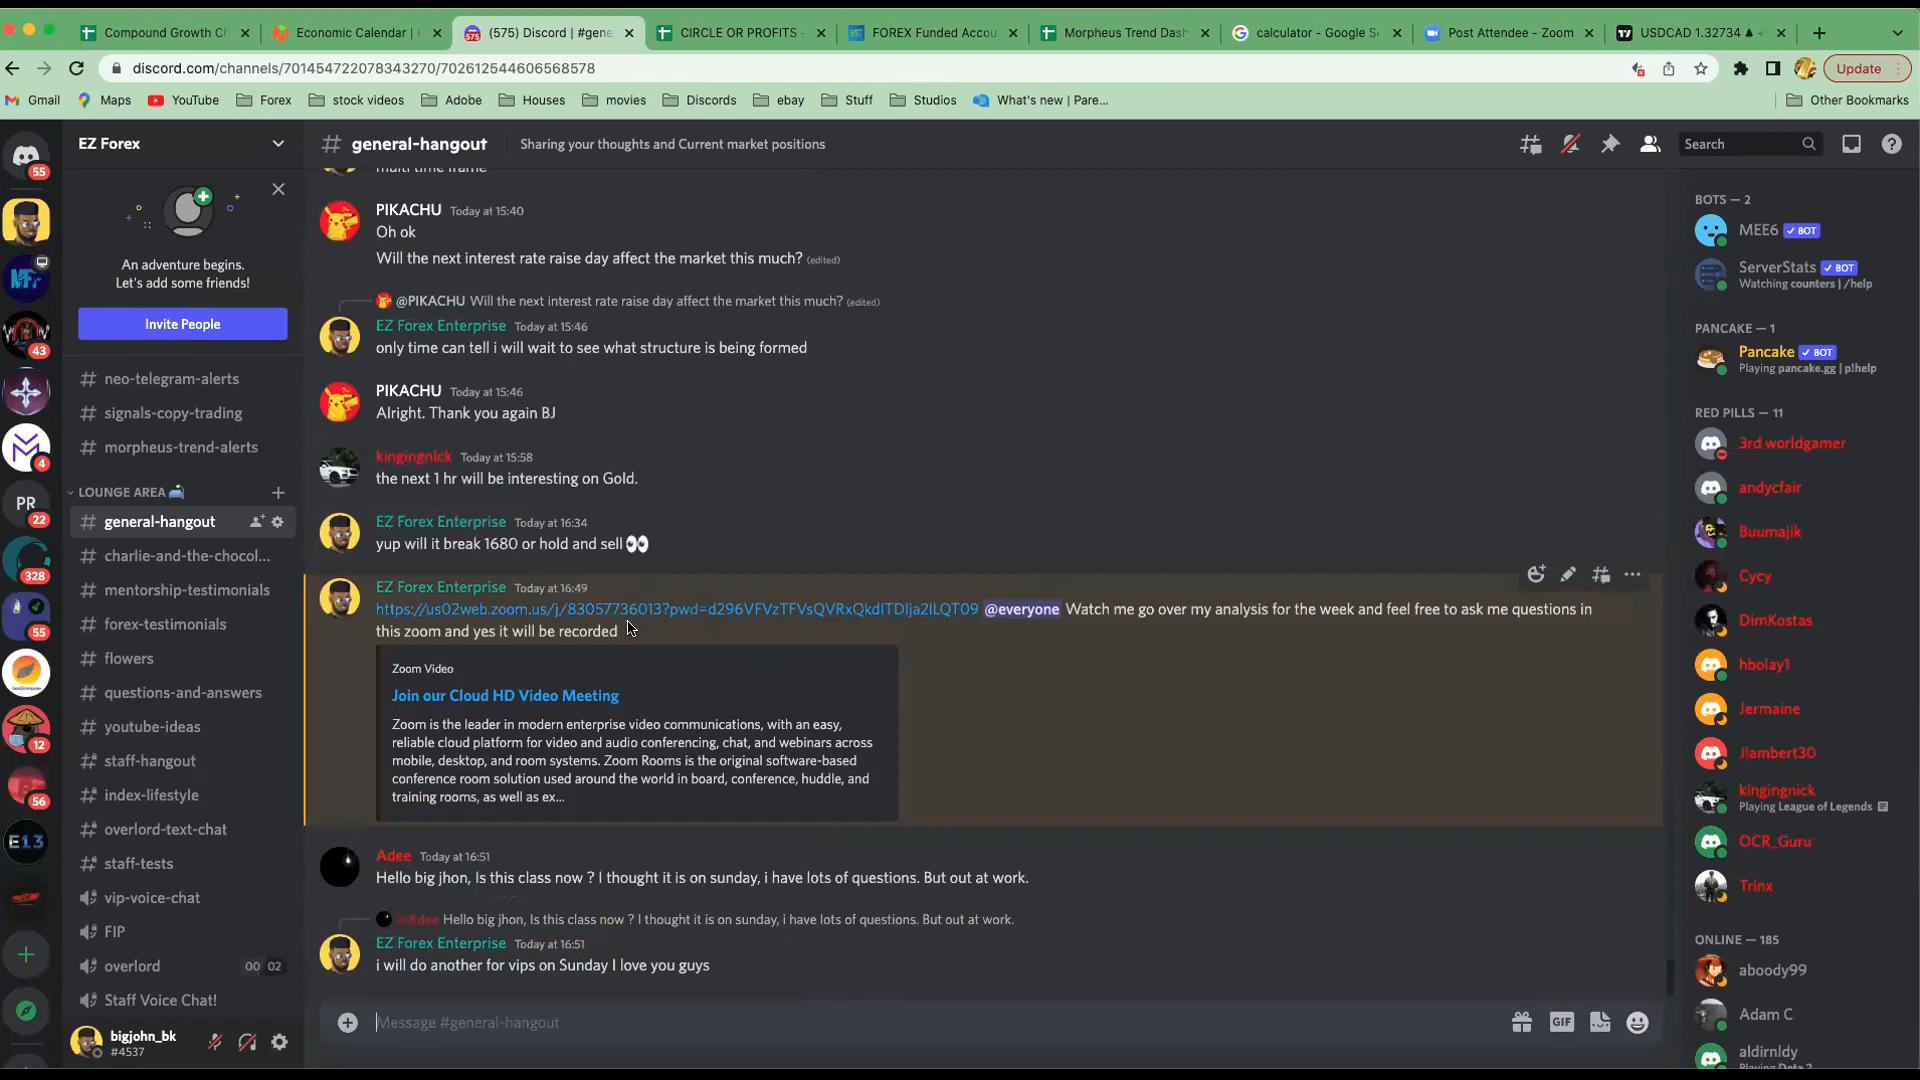 Compound Growth C
Economic Calendar |
(575) Discord | #gene
CIRCLE OR PROFITS -
FOREX Funded Accou
Morpheus Trend Dash
calculator - Google S
Post Attendee - Zoom
USDCAD 1.32734
discord.com/channels/701454722078343270/702612544606568578
Update
Gmail
Maps
YouTube
Forex
stock videos
Adobe
Houses
movies
Discords
ebay
Stuff
Studios
What's new | Pare...
Other Bookmarks
55
43
4
PR
22
328
55
12
56
E13
EZ Forex
An adventure begins.
Let's add some friends!
Invite People
# neo-telegram-alerts
# signals-copy-trading
# morpheus-trend-alerts
LOUNGE AREA
# general-hangout
# charlie-and-the-chocol...
# mentorship-testimonials
# forex-testimonials
# flowers
# questions-and-answers
# youtube-ideas
# staff-hangout
# index-lifestyle
# overlord-text-chat
# staff-tests
vip-voice-chat
FIP
overlord 00 02
Staff Voice Chat!
bigjohn_bk
#4537
# general-hangout
Sharing your thoughts and Current market positions
Search
multi time frame
PIKACHU Today at 15:40
Oh ok
Will the next interest rate raise day affect the market this much? (edited)
@PIKACHU Will the next interest rate raise day affect the market this much? (edited)
EZ Forex Enterprise Today at 15:46
only time can tell i will wait to see what structure is being formed
PIKACHU Today at 15:46
Alright. Thank you again BJ
kingingnick Today at 15:58
the next 1 hr will be interesting on Gold.
EZ Forex Enterprise Today at 16:34
yup will it break 1680 or hold and sell 👀
EZ Forex Enterprise Today at 16:49
https://us02web.zoom.us/j/83057736013?pwd=d296VFVzTFVsQVRxQkdITDlja2lLQT09 @everyone Watch me go over my analysis for the week and feel free to ask me questions in
this zoom and yes it will be recorded
Zoom Video
Join our Cloud HD Video Meeting
Zoom is the leader in modern enterprise video communications, with an easy,
reliable cloud platform for video and audio conferencing, chat, and webinars across
mobile, desktop, and room systems. Zoom Rooms is the original software-based
conference room solution used around the world in board, conference, huddle, and
training rooms, as well as ex...
Adee Today at 16:51
Hello big jhon, Is this class now ? I thought it is on sunday, i have lots of questions. But out at work.
@Adee Hello big jhon, Is this class now ? I thought it is on sunday, i have lots of questions. But out at work.
EZ Forex Enterprise Today at 16:51
i will do another for vips on Sunday I love you guys
Message #general-hangout
GIF
BOTS — 2
MEE6 ✓ BOT
ServerStats ✓ BOT
Watching counters | /help
PANCAKE — 1
Pancake ✓ BOT
Playing pancake.gg | p!help
RED PILLS — 11
3rd worldgamer
andycfair
Buumajik
Cycy
DimKostas
hbolay1
Jermaine
Jlambert30
kingingnick
Playing League of Legends
OCR_Guru
Trinx
ONLINE — 185
aboody99
Adam C
aldirnldy
Playing Dota 2